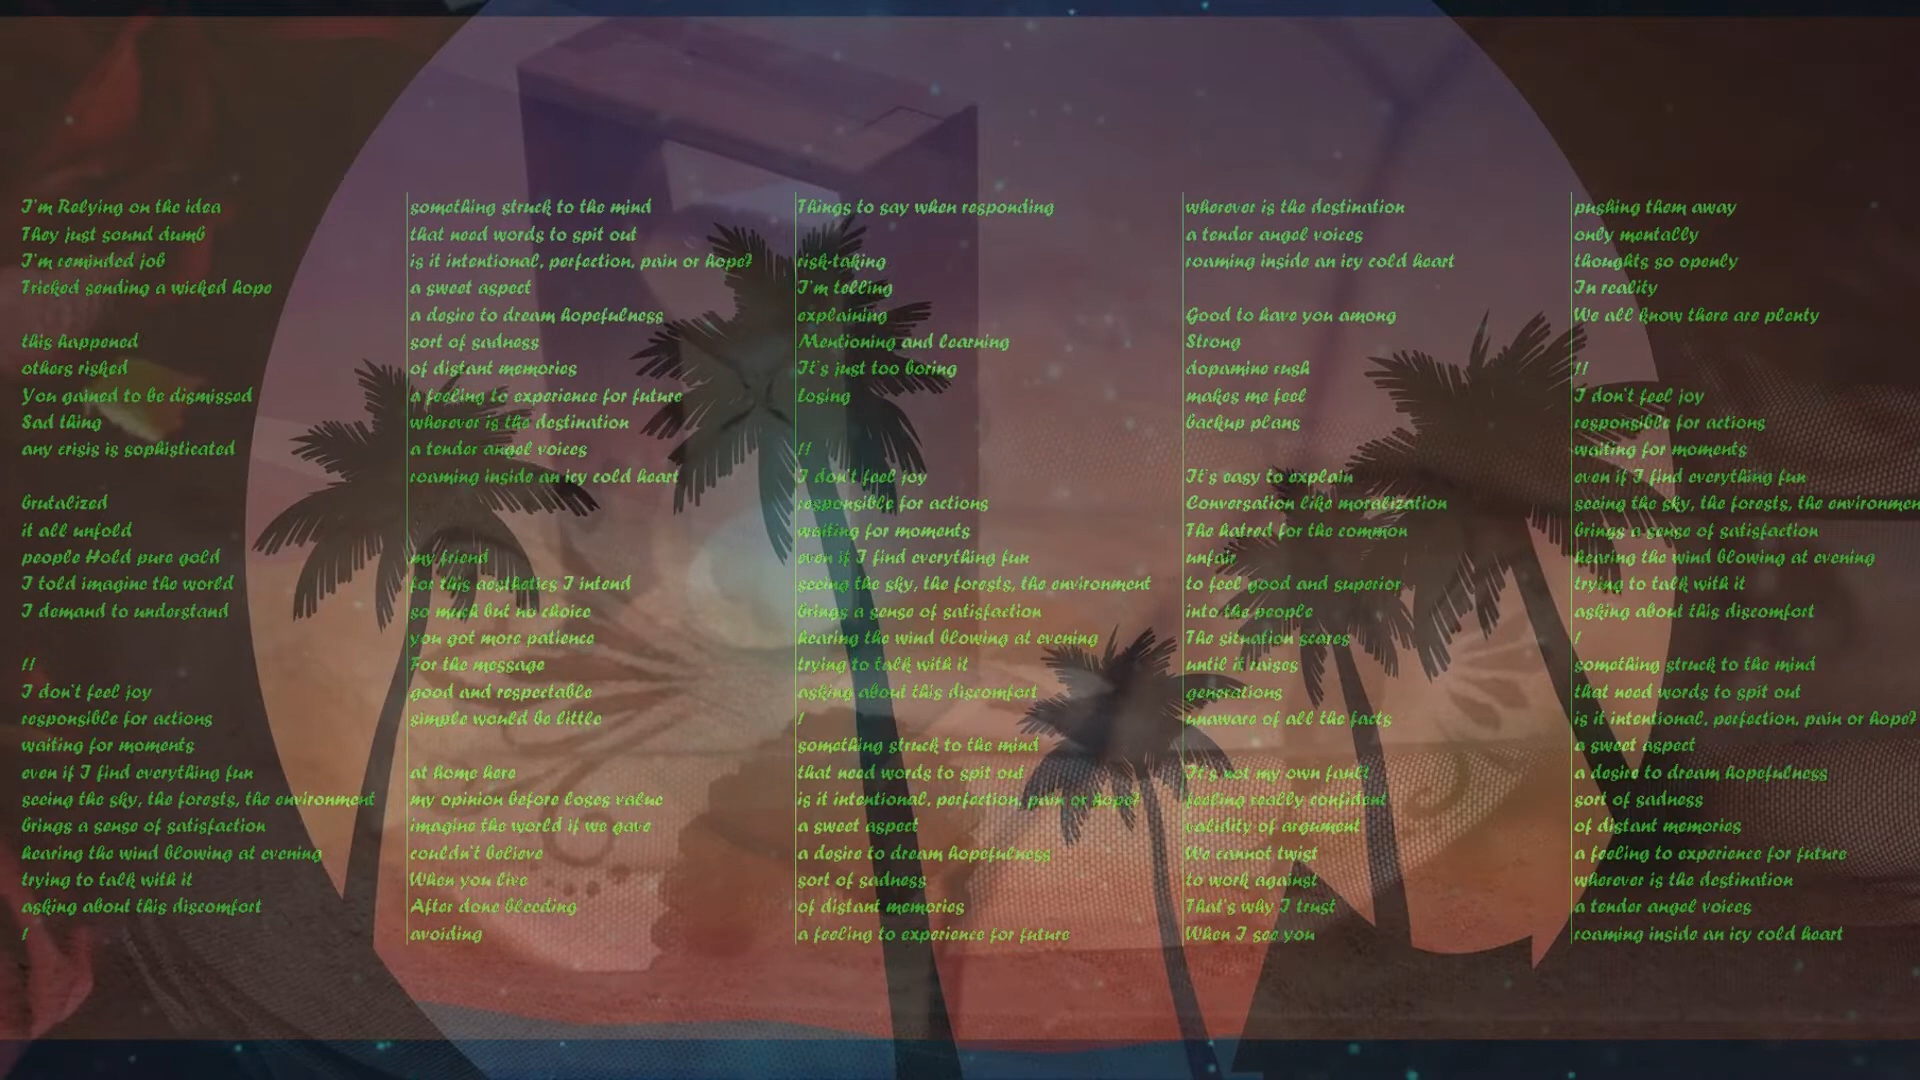 I'm Relying on the idea
They just sound dumb
I'm reminded job
Tricked sending a wicked hope
this happened
others risked
You gained to be dismissed
Sad thing
any crisis is sophisticated
brutalized
it all unfold
people Hold pure gold
I told imagine the world
I demand to understand
!!
I don't feel joy
responsible for actions
waiting for moments
even if I find everything fun
seeing the sky, the forests, the environment
brings a sense of satisfaction
hearing the wind blowing at evening
trying to talk with it
asking about this discomfort
!
something struck to the mind
that need words to spit out
is it intentional, perfection, pain or hope?
a sweet aspect
a desire to dream hopefulness
sort of sadness
of distant memories
a feeling to experience for future
wherever is the destination
a tender angel voices
roaming inside an icy cold heart
my friend
for this aesthetics I intend
so much but no choice
you got more patience
For the message
good and respectable
simple would be little
at home here
my opinion before loses value
imagine the world if we gave
couldn't believe
When you live
After done bleeding
avoiding
Things to say when responding
risk-taking
I'm telling
explaining
Mentioning and learning
It's just too boring
Losing
!!
I don't feel joy
responsible for actions
waiting for moments
even if I find everything fun
seeing the sky, the forests, the environment
brings a sense of satisfaction
hearing the wind blowing at evening
trying to talk with it
asking about this discomfort
!
something struck to the mind
that need words to spit out
is it intentional, perfection, pain or hope?
a sweet aspect
a desire to dream hopefulness
sort of sadness
of distant memories
a feeling to experience for future
wherever is the destination
a tender angel voices
roaming inside an icy cold heart
Good to have you among
Strong
dopamine rush
makes me feel
backup plans
It's easy to explain
Conversation like moralization
The hatred for the common
unfair
to feel good and superior
into the people
The situation scares
until it raises
generations
unaware of all the facts
It's not my own fault
feeling really confident
validity of argument
We cannot twist
to work against
That's why I trust
When I see you
pushing them away
only mentally
thoughts so openly
In reality
We all know there are plenty
!!
I don't feel joy
responsible for actions
waiting for moments
even if I find everything fun
seeing the sky, the forests, the environmen
brings a sense of satisfaction
hearing the wind blowing at evening
trying to talk with it
asking about this discomfort
!
something struck to the mind
that need words to spit out
is it intentional, perfection, pain or hope?
a sweet aspect
a desire to dream hopefulness
sort of sadness
of distant memories
a feeling to experience for future
wherever is the destination
a tender angel voices
roaming inside an icy cold heart